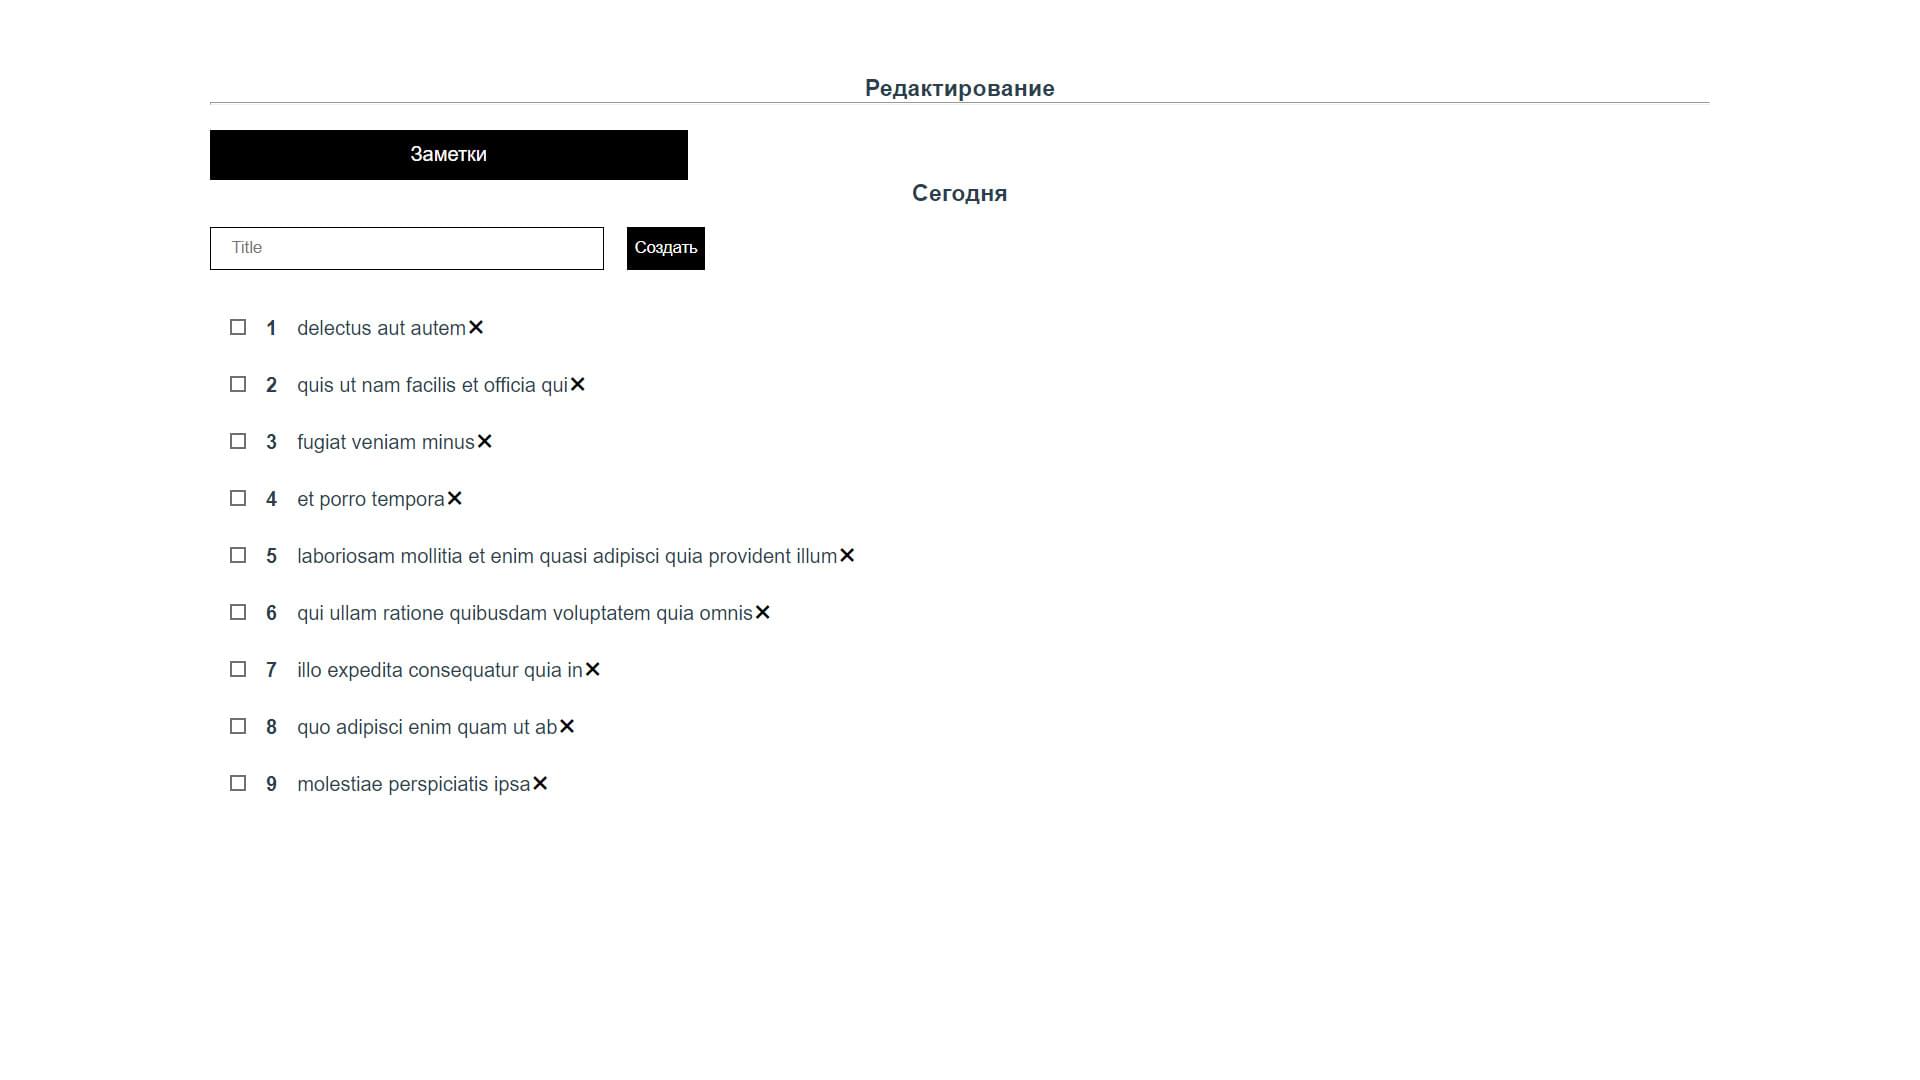 Редактирование
Заметки
Сегодня
Title Создать
1 delectus aut autem
2 quis ut nam facilis et officia qui
3 fugiat veniam minus
4 et porro tempora
5 laboriosam mollitia et enim quasi adipisci quia provident illum
6 qui ullam ratione quibusdam voluptatem quia omnis
7 illo expedita consequatur quia in
8 quo adipisci enim quam ut ab
9 molestiae perspiciatis ipsa